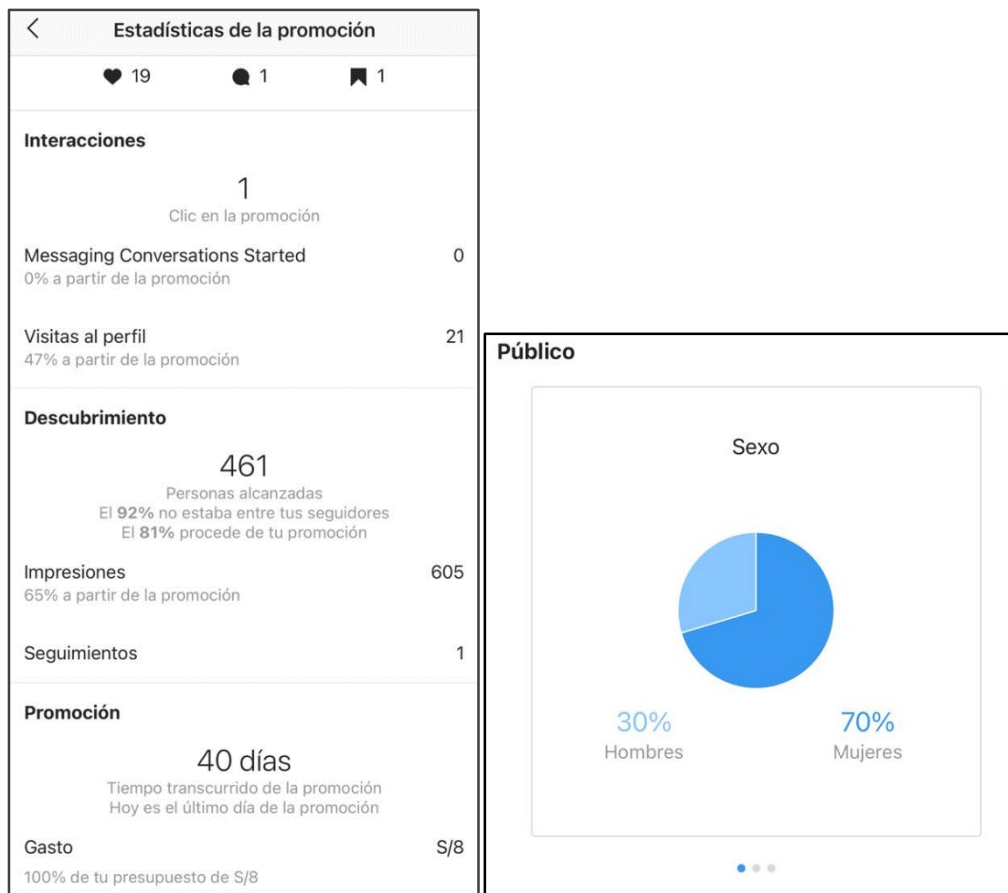 Estadísticas de la promoción
19 1 1
Interacciones
1
Clic en la promoción
Messaging Conversations Started 0
0% a partir de la promoción
Visitas al perfil 21
47% a partir de la promoción
Descubrimiento
461
Personas alcanzadas
El 92% no estaba entre tus seguidores
El 81% procede de tu promoción
Impresiones 605
65% a partir de la promoción
Seguimientos 1
Promoción
40 días
Tiempo transcurrido de la promoción
Hoy es el último día de la promoción
Gasto S/8
100% de tu presupuesto de S/8
Público
Sexo
30% 70%
Hombres Mujeres